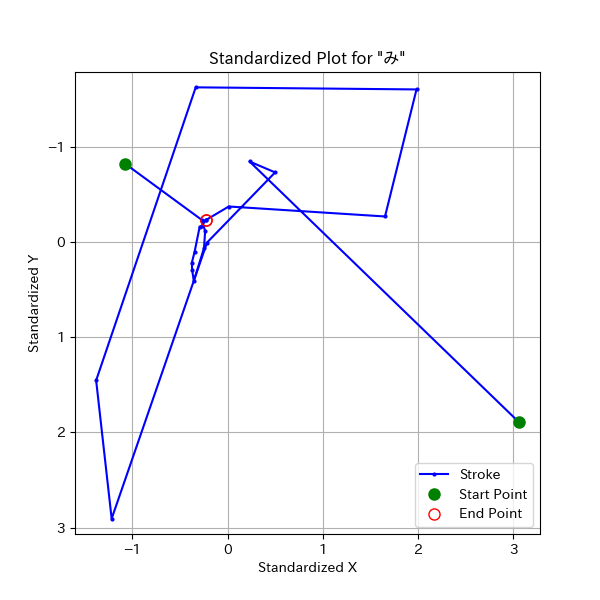 Standardized Plot for "み"
−1
0
1
2
3
Standardized Y
−1
0
1
2
3
Standardized X
Stroke
Start Point
End Point